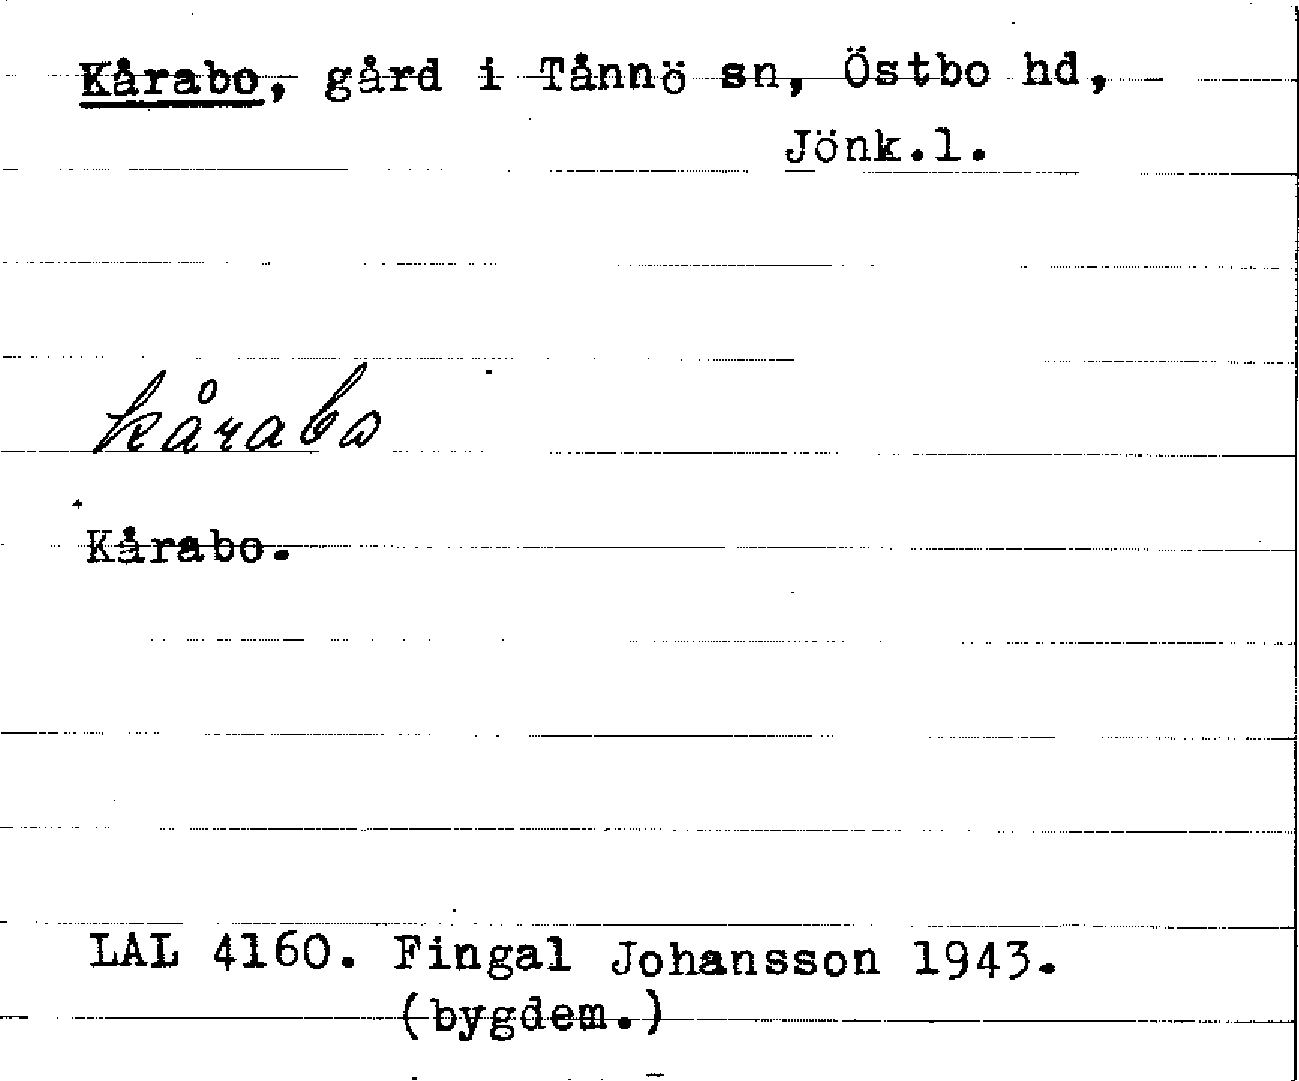 Kårabo, gård i Tånnö sn, Östbo hd,
Jönk.l.
kårabo
Kårabo.
LAL 4160. Fingal Johansson 1943.
(bygdem.)